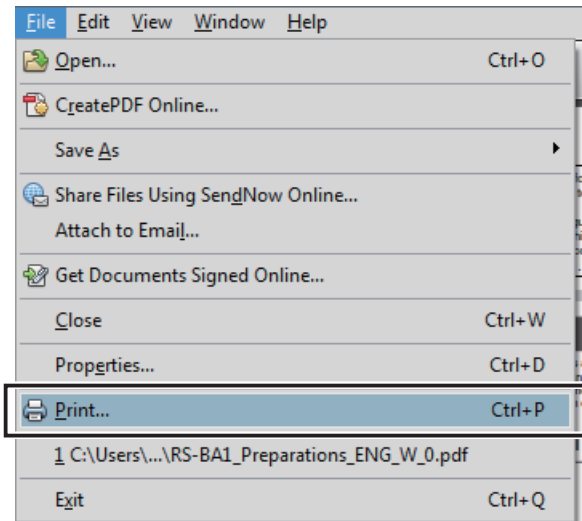 File Edit View Window Help
Open... Ctrl+O
CreatePDF Online...
Save As
Share Files Using SendNow Online...
Attach to Email...
Get Documents Signed Online...
Close Ctrl+W
Properties... Ctrl+D
Print... Ctrl+P
1 C:\Users\...\RS-BA1_Preparations_ENG_W_0.pdf
Exit Ctrl+Q